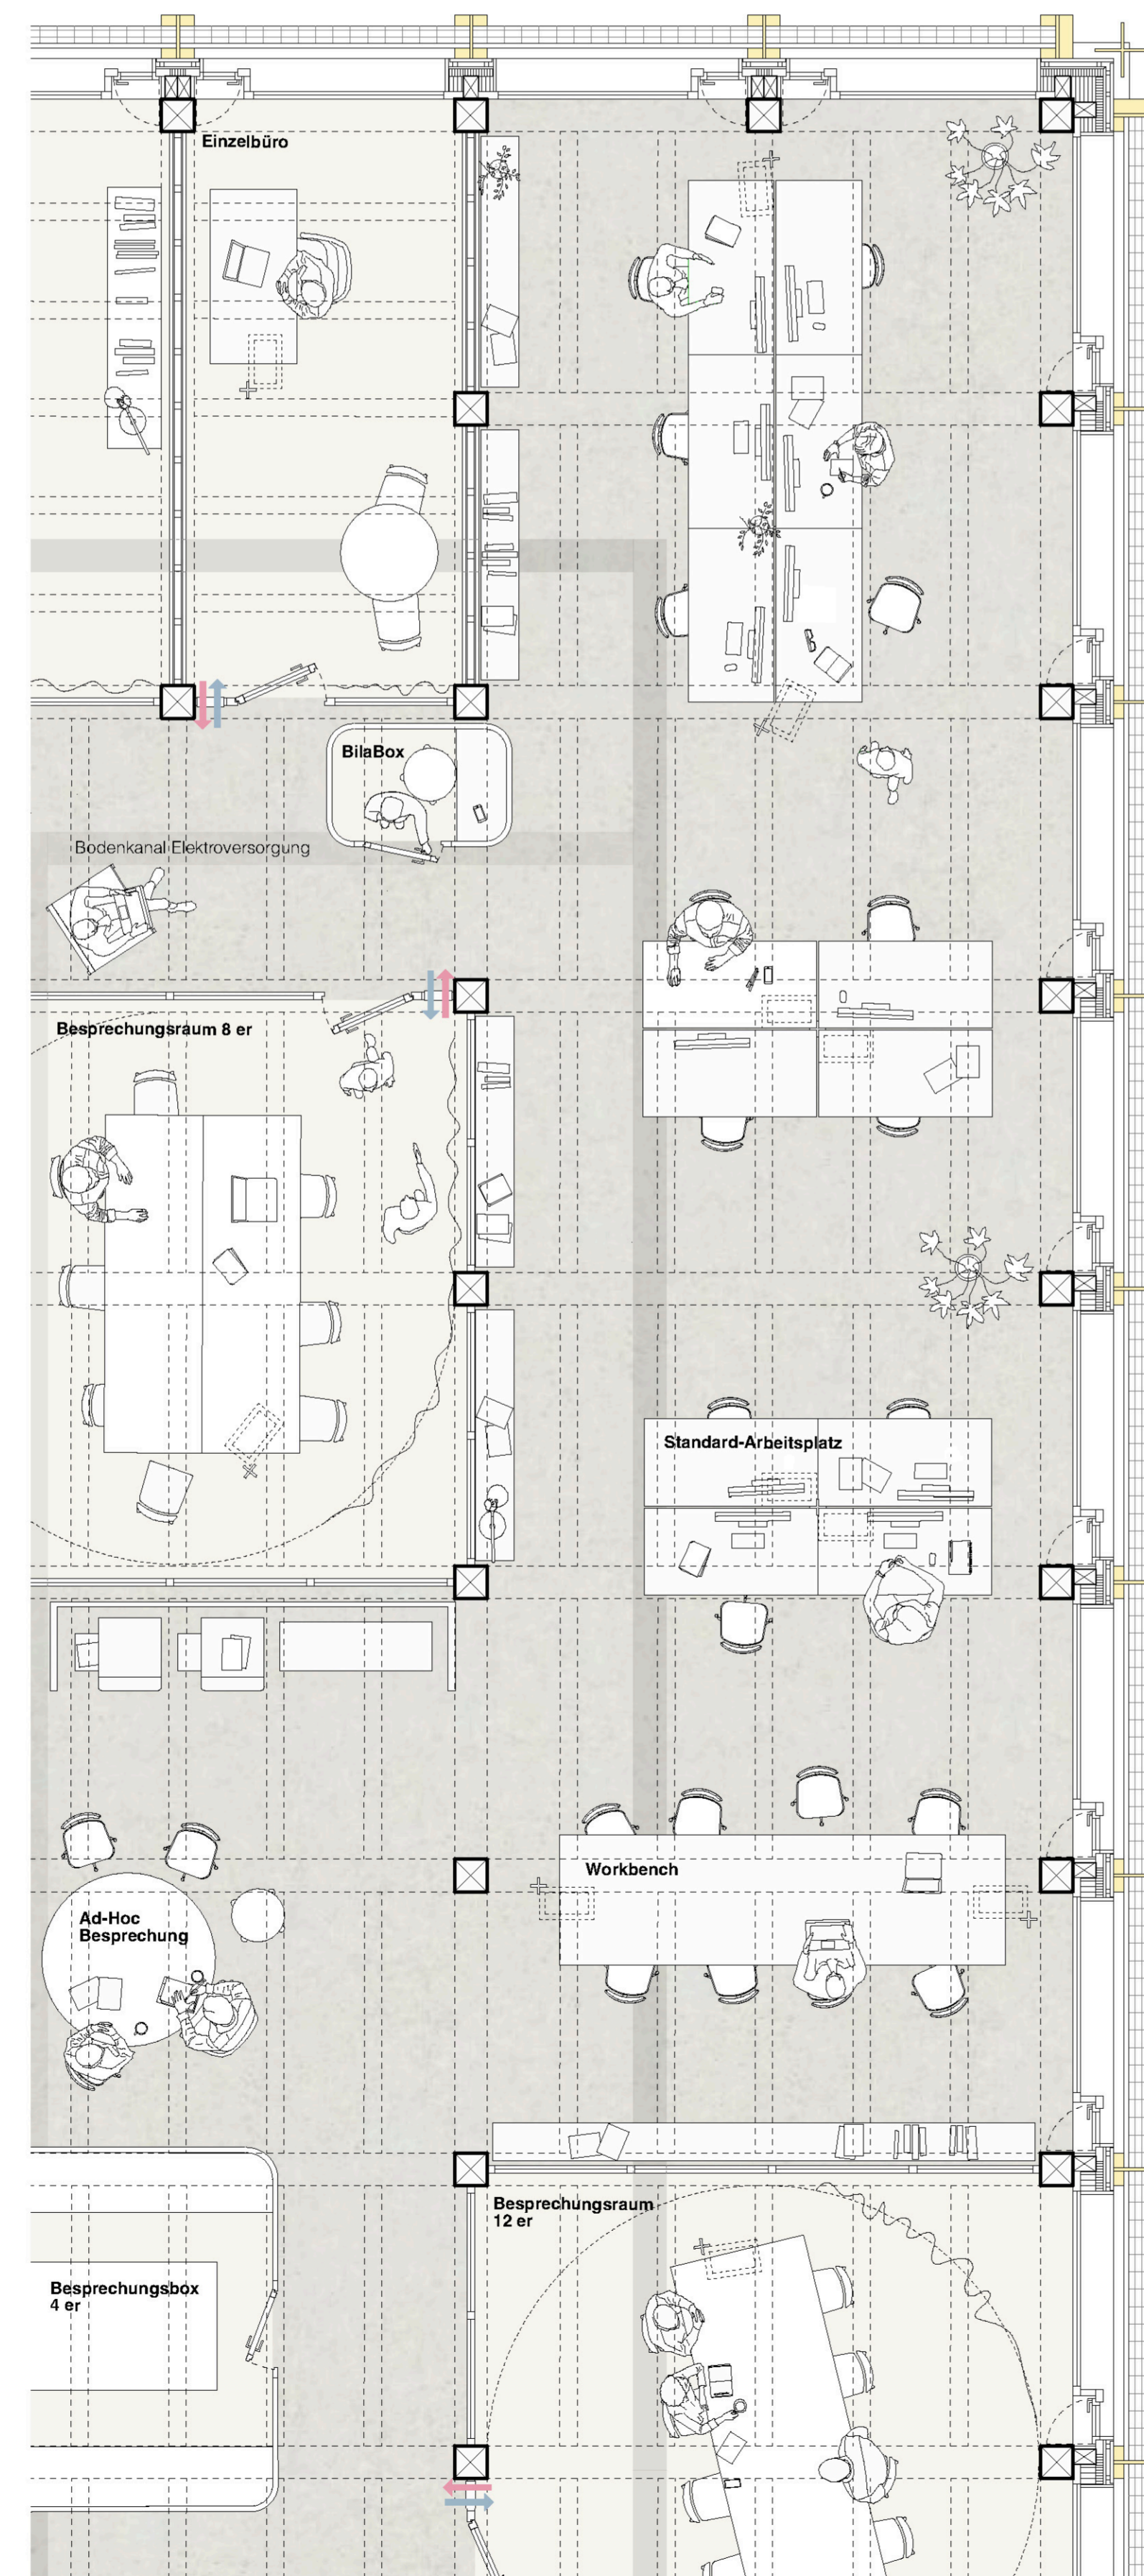 Einzelbüro
BilaBox
Bodenkanal Elektroversorgung
Besprechungsraum 8 er
Standard-Arbeitsplatz
Workbench
Ad-Hoc
Besprechung
Besprechungsraum
12 er
Besprechungsbox
4 er